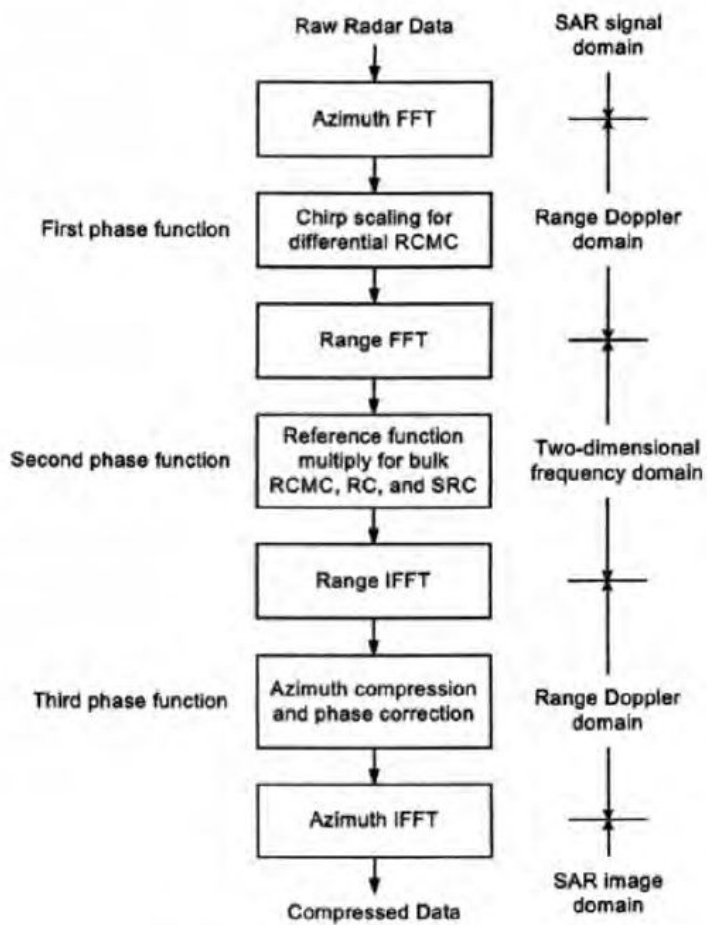 Raw Radar Data
SAR signal
domain
Azimuth FFT
First phase function
Chirp scaling for
differential RCMC
Range Doppler
domain
Range FFT
Second phase function
Reference function
multiply for bulk
RCMC, RC, and SRC
Two-dimensional
frequency domain
Range IFFT
Third phase function
Azimuth compression
and phase correction
Range Doppler
domain
Azimuth IFFT
SAR image
domain
Compressed Data